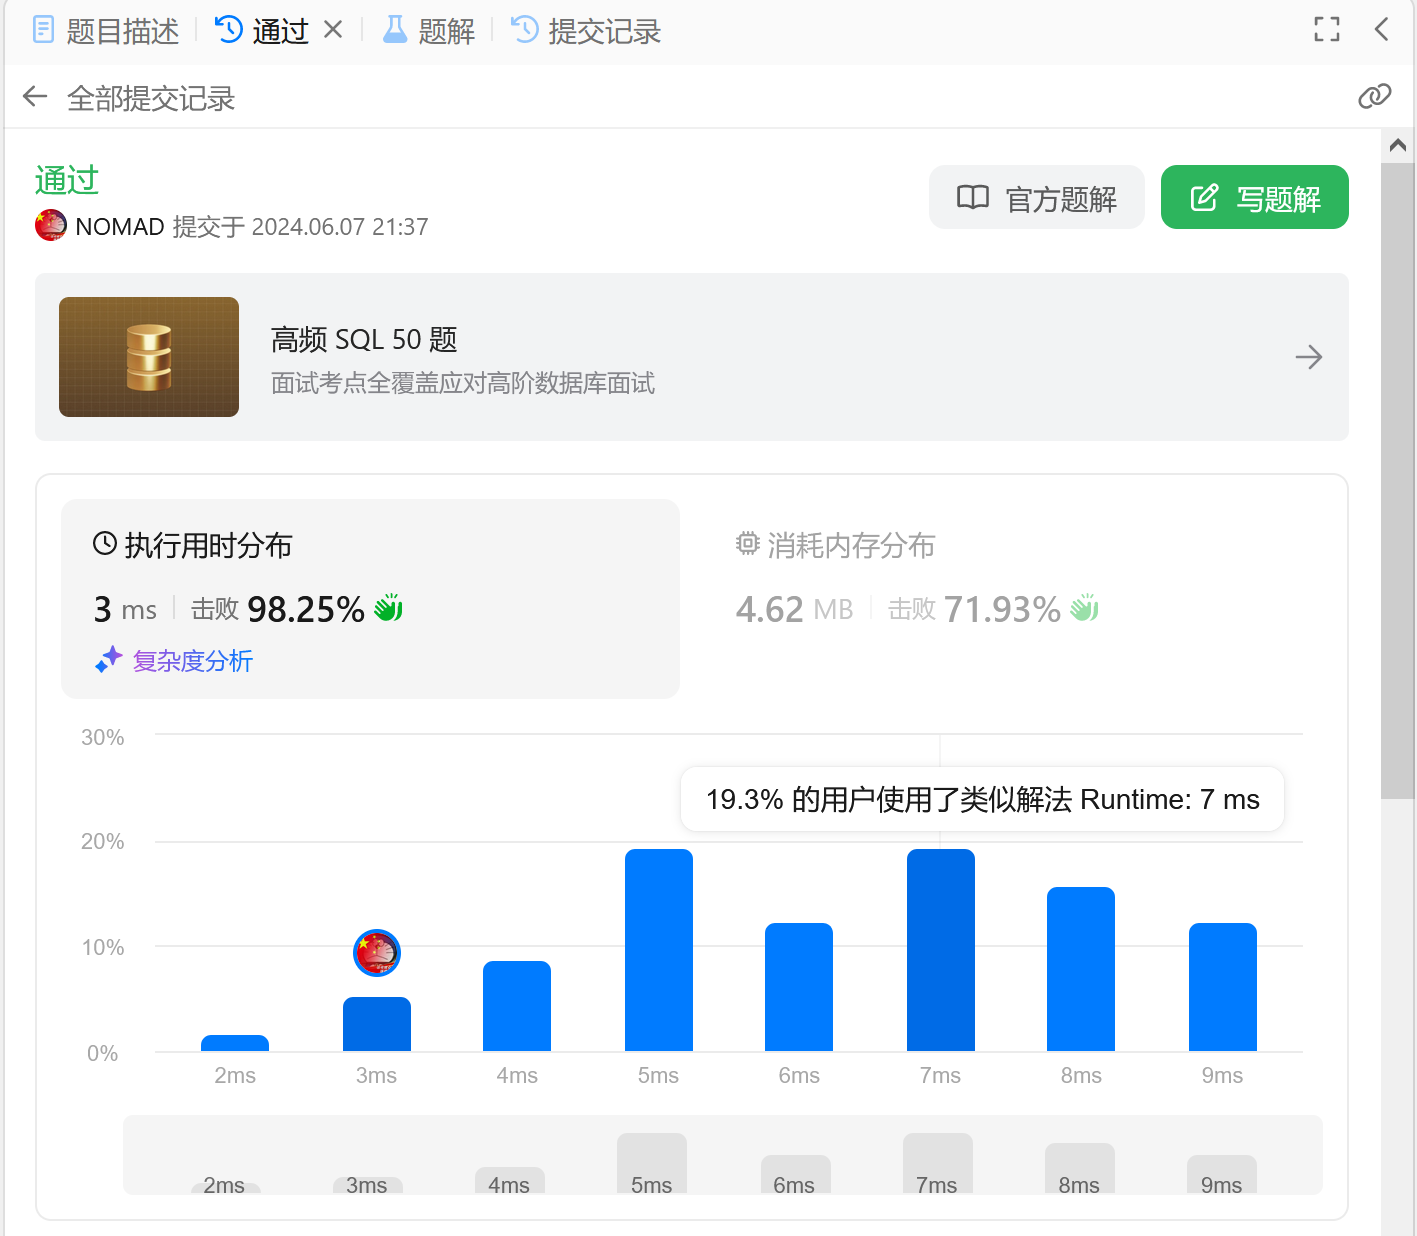 题目描述 通过 题解 提交记录
全部提交记录
通过
官方题解 写题解
NOMAD 提交于 2024.06.07 21:37
高频 SQL 50 题
面试考点全覆盖应对高阶数据库面试
执行用时分布
3 ms 击败 98.25%
复杂度分析
消耗内存分布
4.62 MB 击败 71.93%
30%
19.3% 的用户使用了类似解法 Runtime: 7 ms
20%
10%
0%
2ms 3ms 4ms 5ms 6ms 7ms 8ms 9ms
2ms 3ms 4ms 5ms 6ms 7ms 8ms 9ms